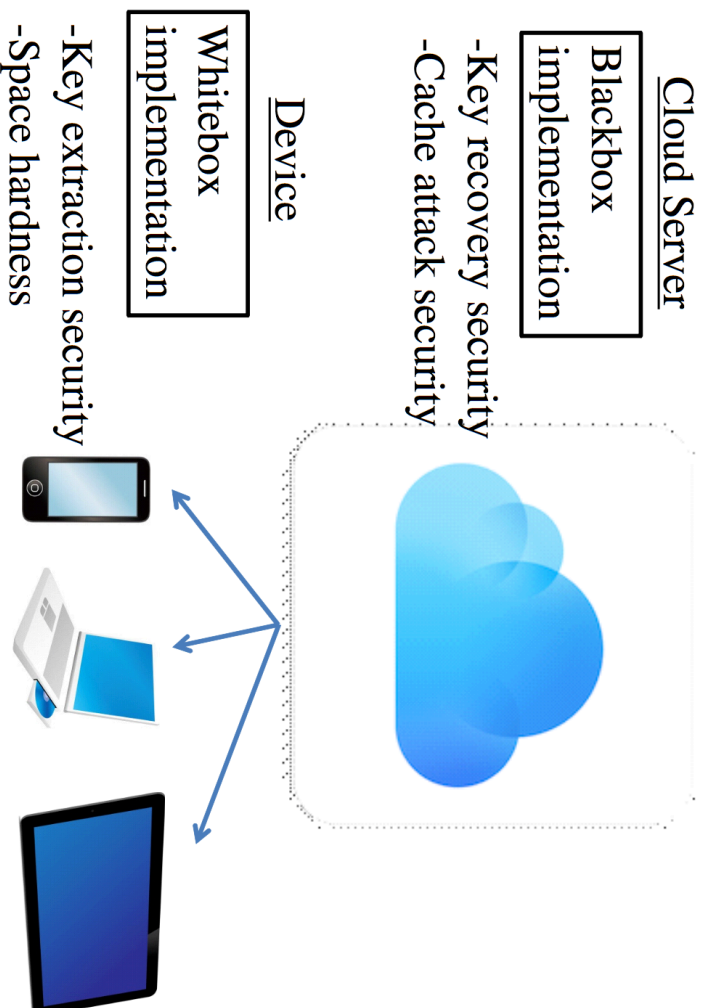 Cloud Server
Blackbox
implementation
-Key recovery security
-Cache attack security
Device
Whitebox
implementation
-Key extraction security
-Space hardness